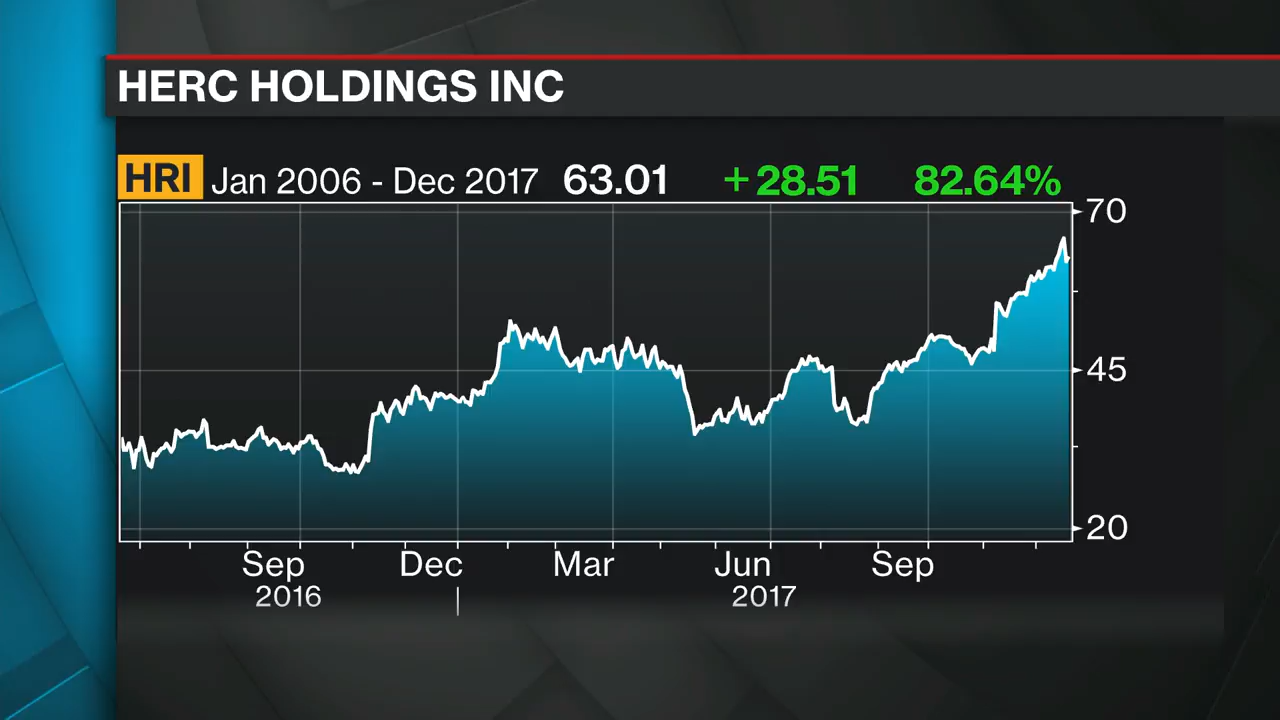 HERC HOLDINGS INC
HRI Jan 2006 - Dec 2017 63.01 +28.51 82.64%
70
45
20
Sep Dec Mar Jun Sep
2016 2017